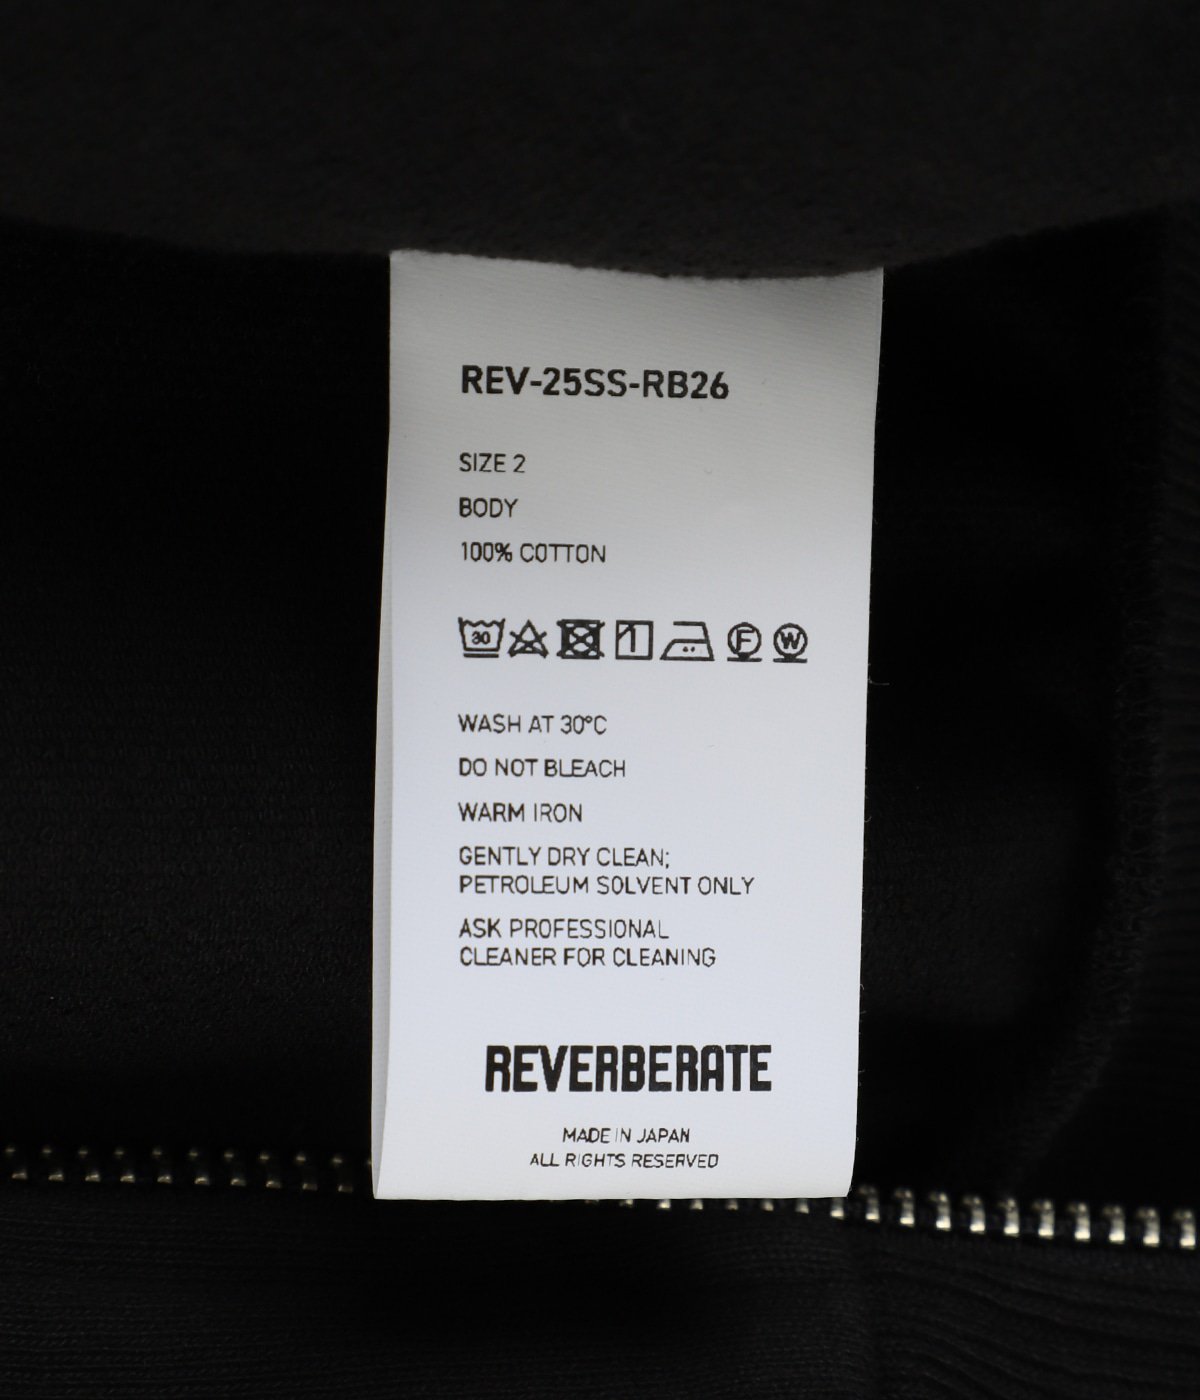 REV-25SS-RB26
SIZE 2
BODY
100% COTTON
30 F W
WASH AT 30°C
DO NOT BLEACH
WARM IRON
GENTLY DRY CLEAN;
PETROLEUM SOLVENT ONLY
ASK PROFESSIONAL
CLEANER FOR CLEANING
REVERBERATE
MADE IN JAPAN
ALL RIGHTS RESERVED